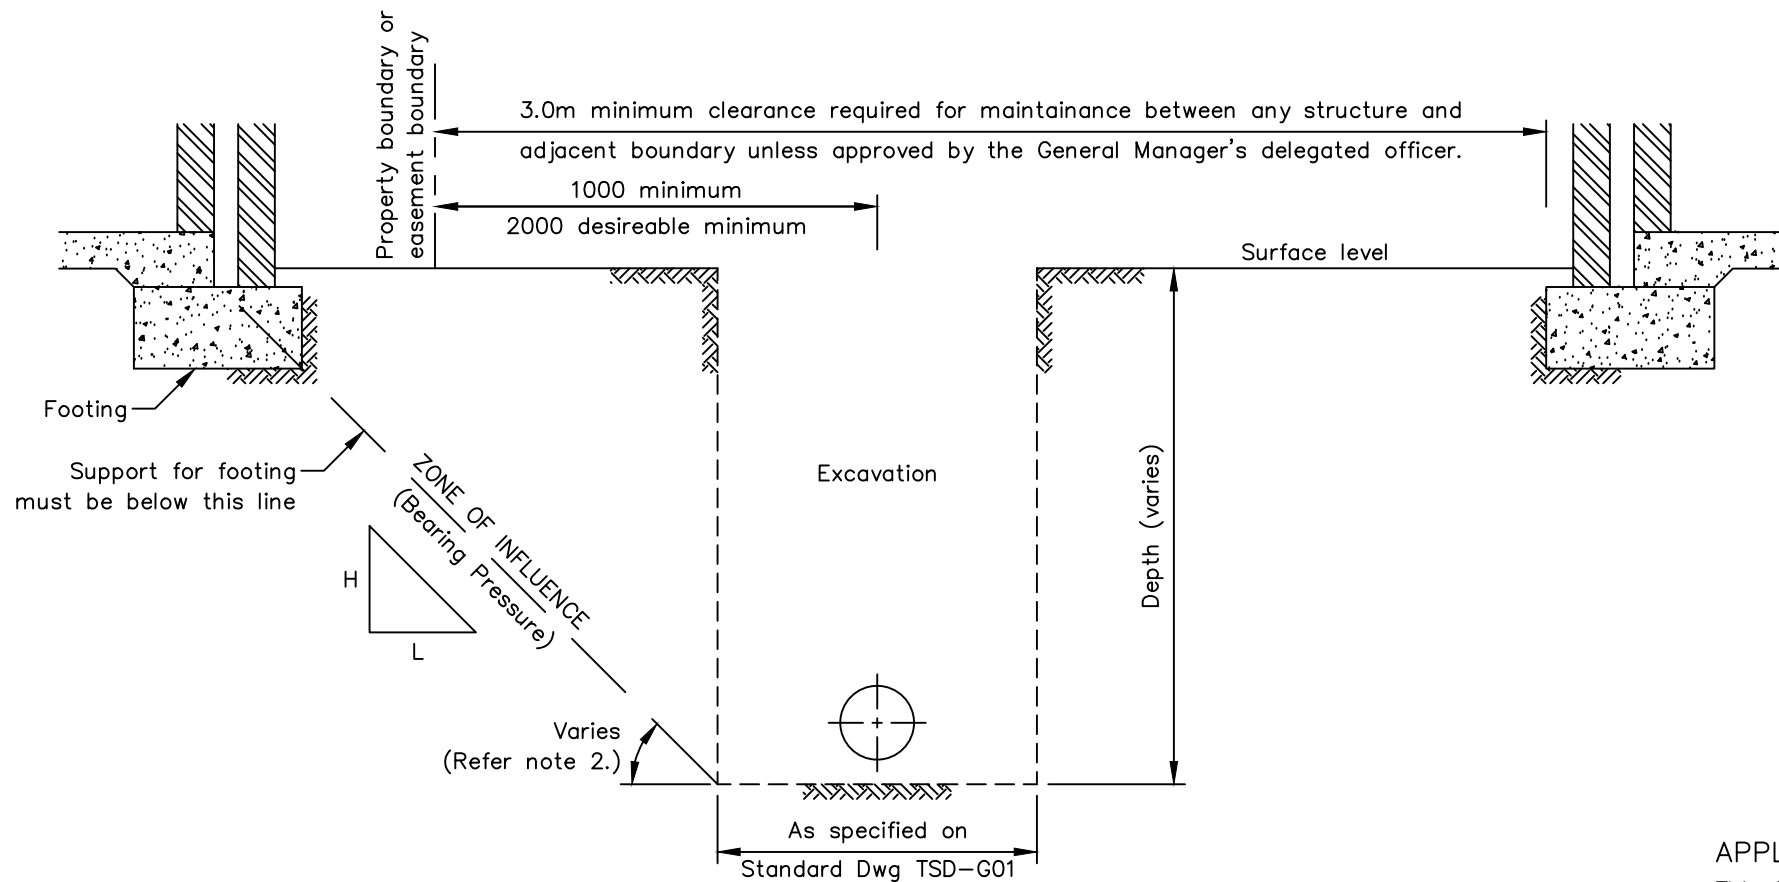 Property boundary or
easement boundary
3.0m minimum clearance required for maintainance between any structure and
adjacent boundary unless approved by the General Manager's delegated officer.
1000 minimum
2000 desireable minimum
Surface level
Footing
Support for footing
must be below this line
ZONE OF INFLUENCE
(Bearing Pressure)
H
L
Excavation
Depth (varies)
Varies
(Refer note 2.)
As specified on
Standard Dwg TSD-G01
APPL